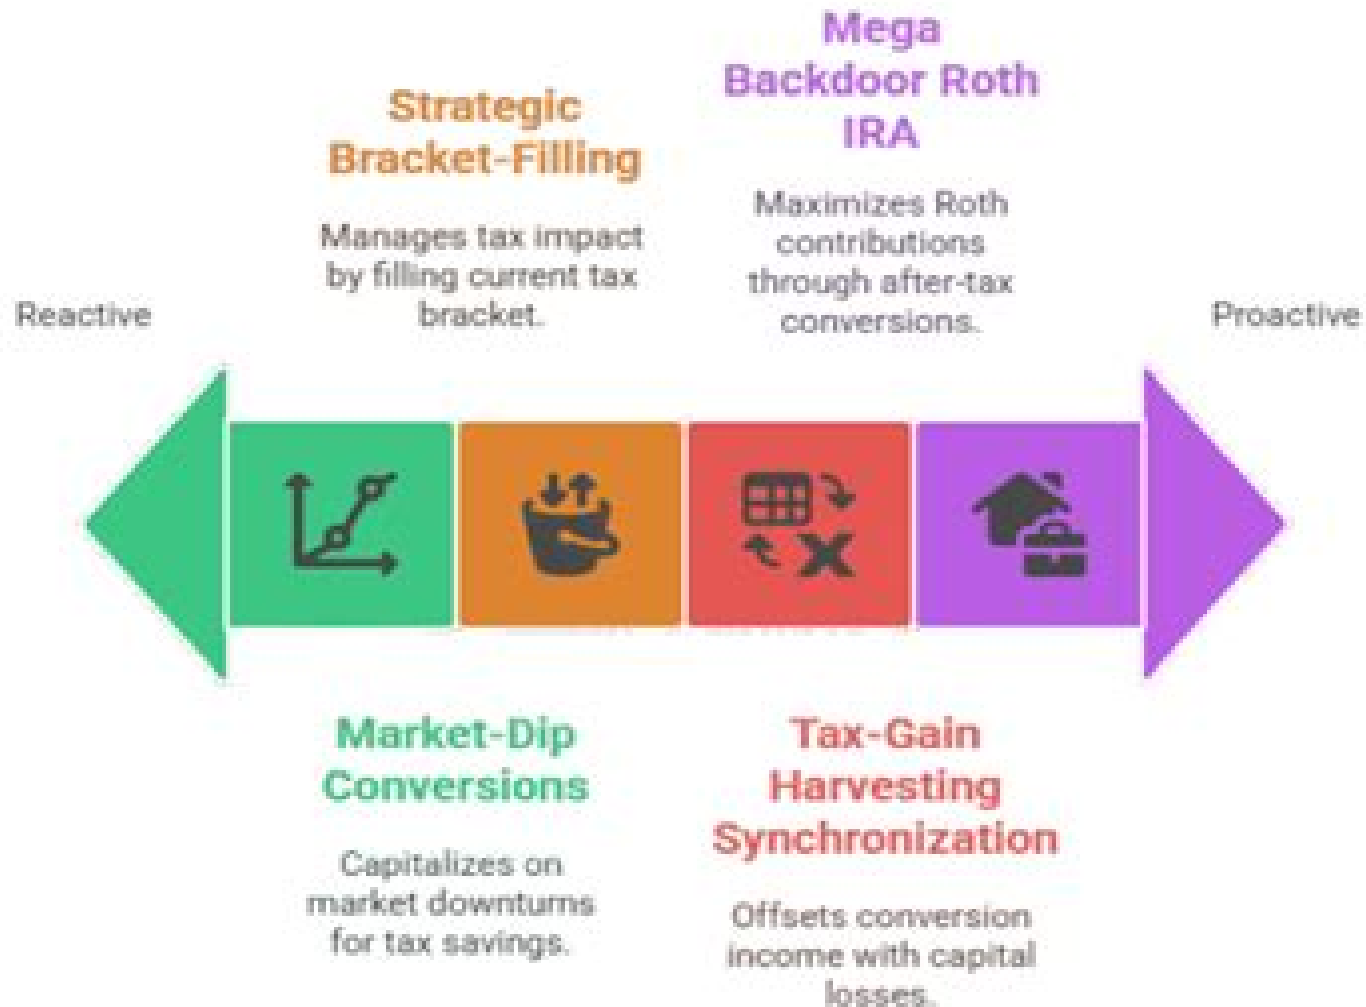 Mega
Backdoor Roth
IRA
Strategic
Bracket-Filling
Maximizes Roth
contributions
through after-tax
conversions.
Manages tax impact
by filling current tax
bracket.
Reactive
Proactive
Market-Dip
Conversions
Capitalizes on
market downturns
for tax savings.
Tax-Gain
Harvesting
Synchronization
Offsets conversion
income with capital
losses.